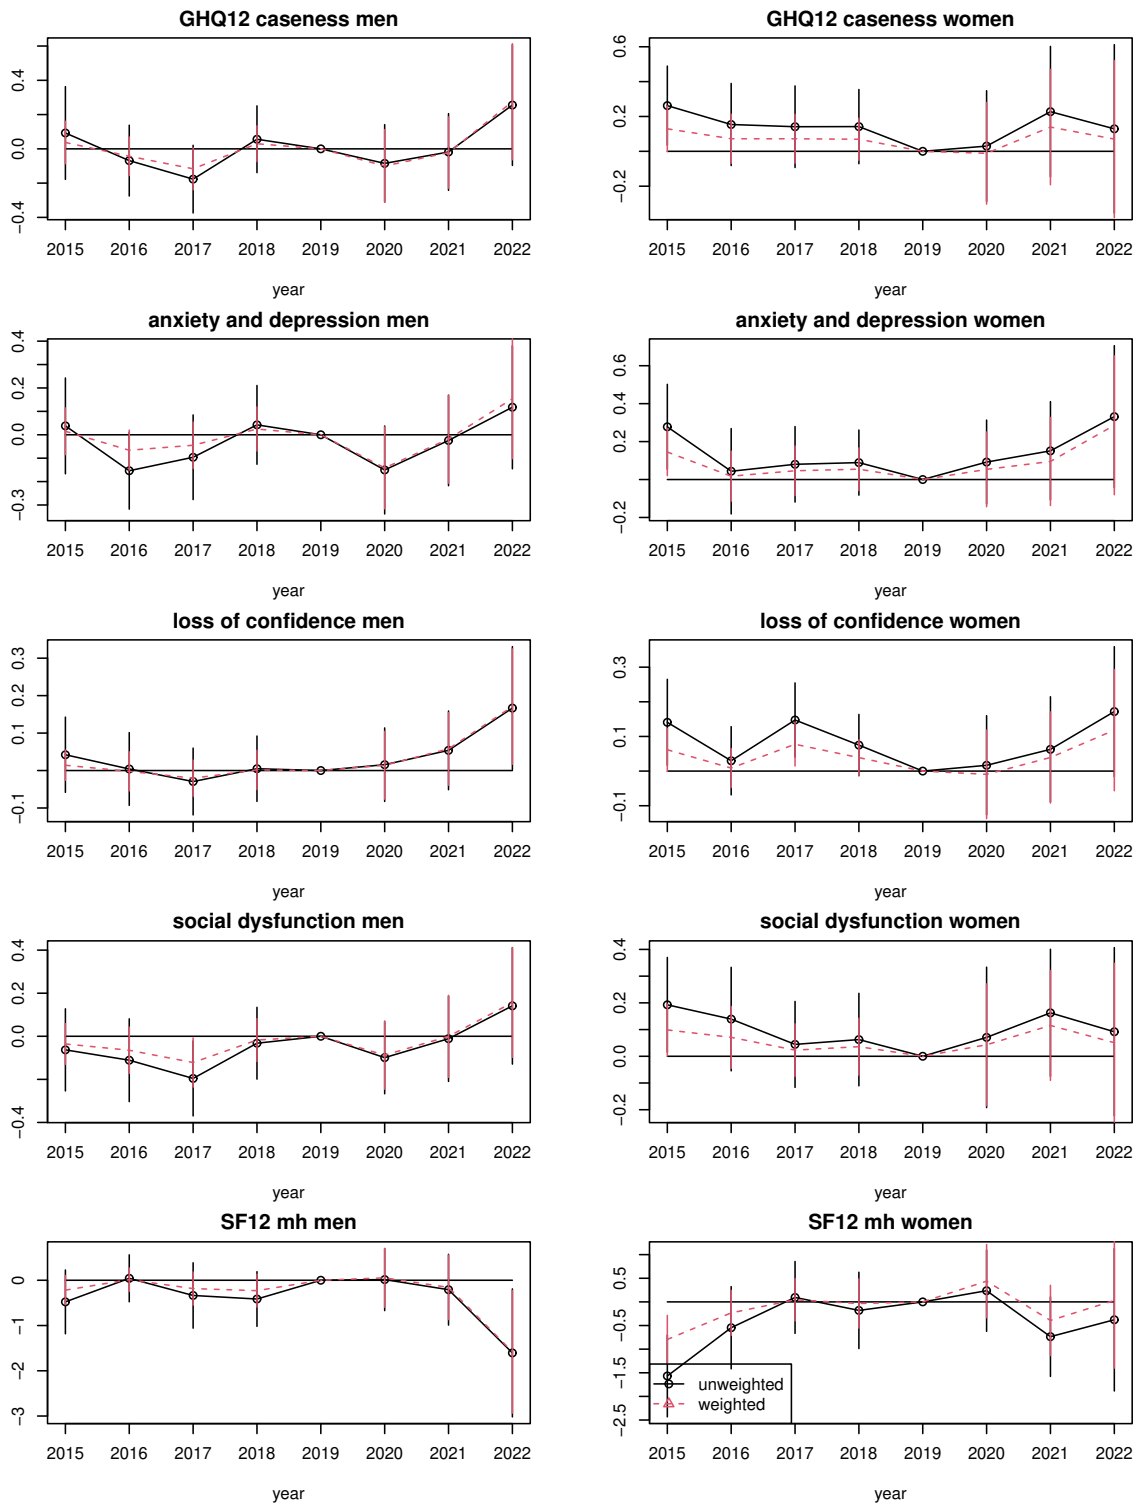 GHQ12 caseness men
0.4
0.0
−0.4
2015 2016 2017 2018 2019 2020 2021 2022
year
GHQ12 caseness women
0.6
0.2
−0.2
2015 2016 2017 2018 2019 2020 2021 2022
year
anxiety and depression men
0.4
0.2
0.0
−0.3
2015 2016 2017 2018 2019 2020 2021 2022
year
anxiety and depression women
0.6
0.4
0.2
−0.2
2015 2016 2017 2018 2019 2020 2021 2022
year
loss of confidence men
0.3
0.1
−0.1
2015 2016 2017 2018 2019 2020 2021 2022
year
loss of confidence women
0.3
0.1
−0.1
2015 2016 2017 2018 2019 2020 2021 2022
year
social dysfunction men
0.4
0.2
0.0
−0.4
2015 2016 2017 2018 2019 2020 2021 2022
year
social dysfunction women
0.4
0.2
0.0
−0.2
2015 2016 2017 2018 2019 2020 2021 2022
year
SF12 mh men
0
−1
−2
−3
2015 2016 2017 2018 2019 2020 2021 2022
year
SF12 mh women
0.5
−0.5
−1.5
−2.5
unweighted
weighted
2015 2016 2017 2018 2019 2020 2021 2022
year